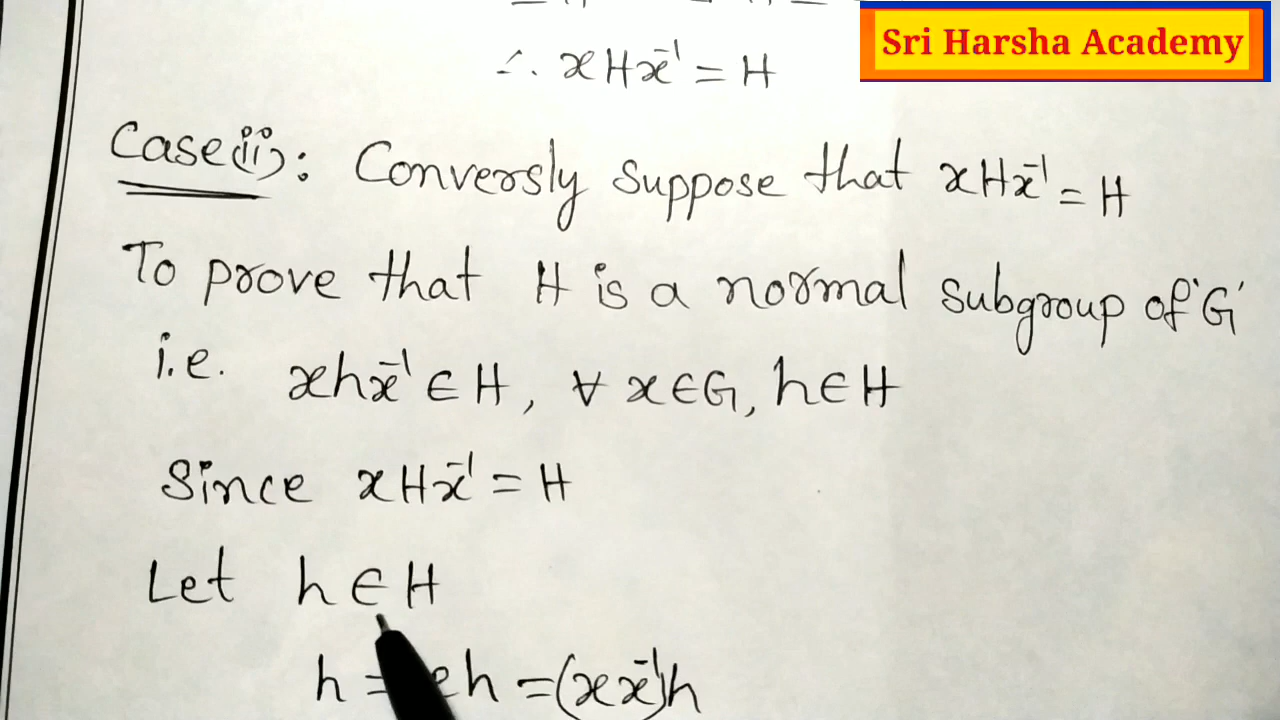 Sri Harsha Academy
∴ xHx⁻¹ = H
Case(ii): Conversly suppose that xHx⁻¹ = H
To prove that H is a normal subgroup of 'G'
i.e. xhx⁻¹ ∈ H, ∀ x∈G, h∈H
Since xHx⁻¹ = H
Let h ∈ H
h = eh = (xx⁻¹)h